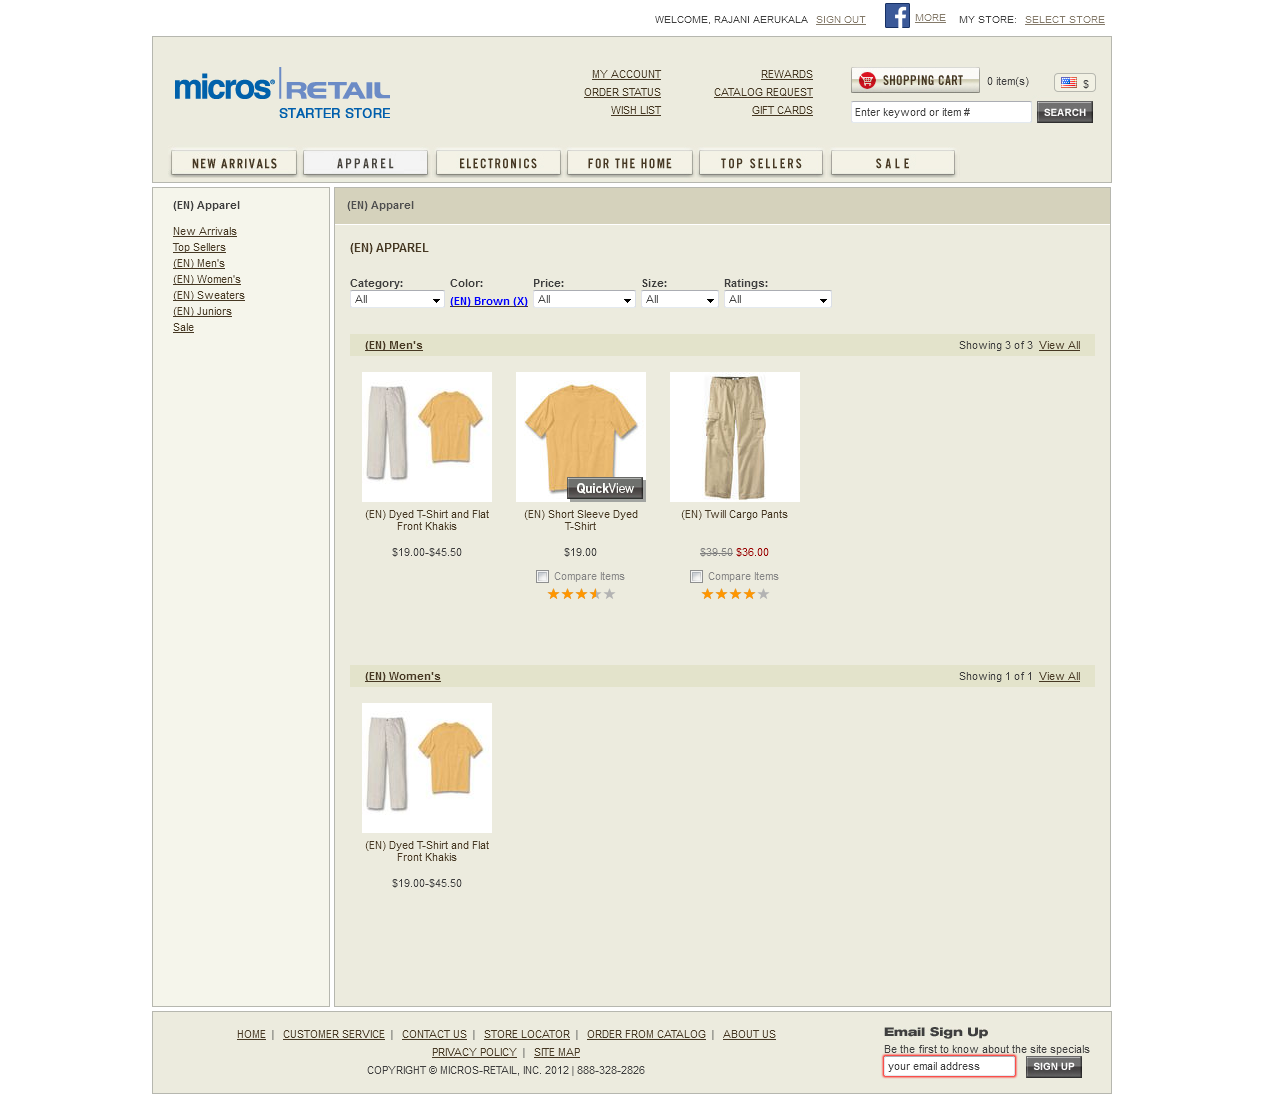 WELCOME, RAJANI AERUKALA SIGN OUT MORE MY STORE: SELECT STORE
micros RETAIL
STARTER STORE
MY ACCOUNT
ORDER STATUS
WISH LIST
REWARDS
CATALOG REQUEST
GIFT CARDS
SHOPPING CART 0 item(s) $
Enter keyword or item # SEARCH
NEW ARRIVALS APPAREL ELECTRONICS FOR THE HOME TOP SELLERS SALE
(EN) Apparel
New Arrivals
Top Sellers
(EN) Men's
(EN) Women's
(EN) Sweaters
(EN) Juniors
Sale
(EN) Apparel
(EN) APPAREL
Category: Color: Price: Size: Ratings:
All (EN) Brown (X) All All All
(EN) Men's Showing 3 of 3 View All
QuickView
(EN) Dyed T-Shirt and Flat
Front Khakis
$19.00-$45.50
(EN) Short Sleeve Dyed
T-Shirt
$19.00
Compare Items
(EN) Twill Cargo Pants
$39.50 $36.00
Compare Items
(EN) Women's Showing 1 of 1 View All
(EN) Dyed T-Shirt and Flat
Front Khakis
$19.00-$45.50
HOME | CUSTOMER SERVICE | CONTACT US | STORE LOCATOR | ORDER FROM CATALOG | ABOUT US
PRIVACY POLICY | SITE MAP
COPYRIGHT © MICROS-RETAIL, INC. 2012 | 888-328-2826
Email Sign Up
Be the first to know about the site specials
your email address SIGN UP